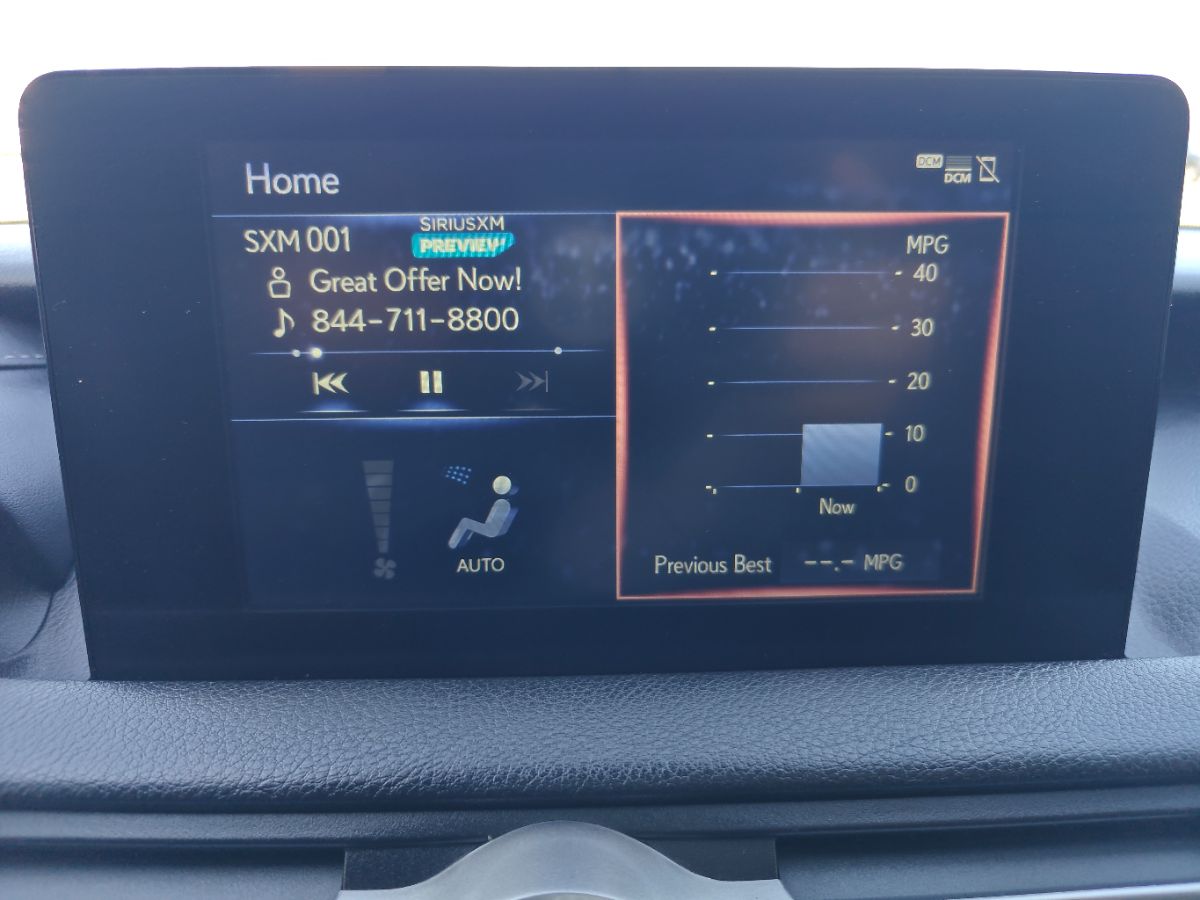 Home
DCM
DCM
SXM 001
SIRIUSXM
PREVIEW
Great Offer Now!
844-711-8800
AUTO
MPG
40
30
20
10
0
Now
Previous Best --.- MPG